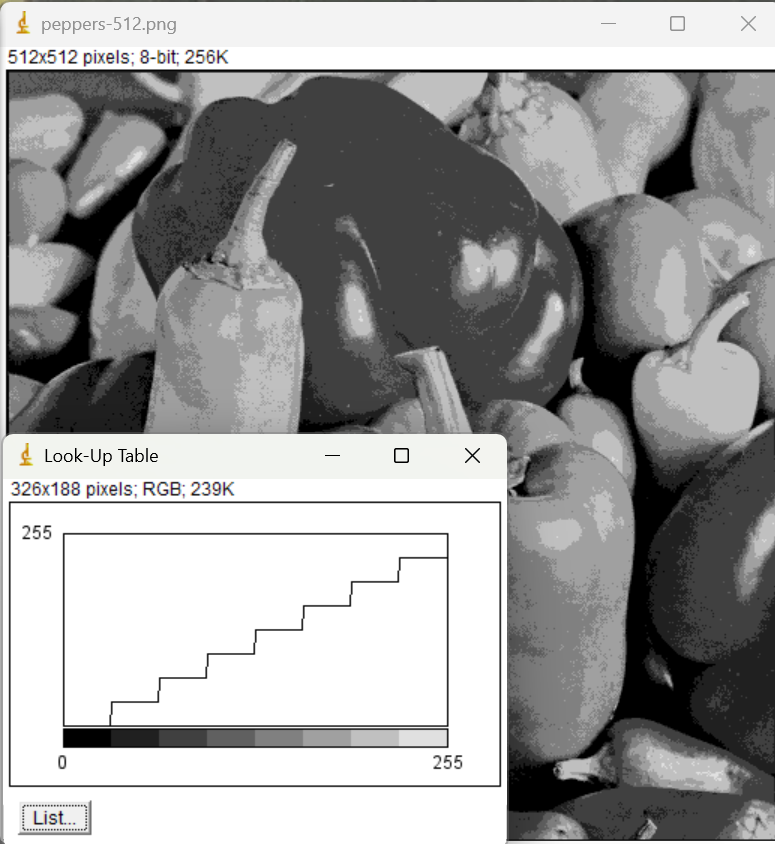 peppers-512.png
512x512 pixels; 8-bit; 256K
Look-Up Table
326x188 pixels; RGB; 239K
255
0 255
List...